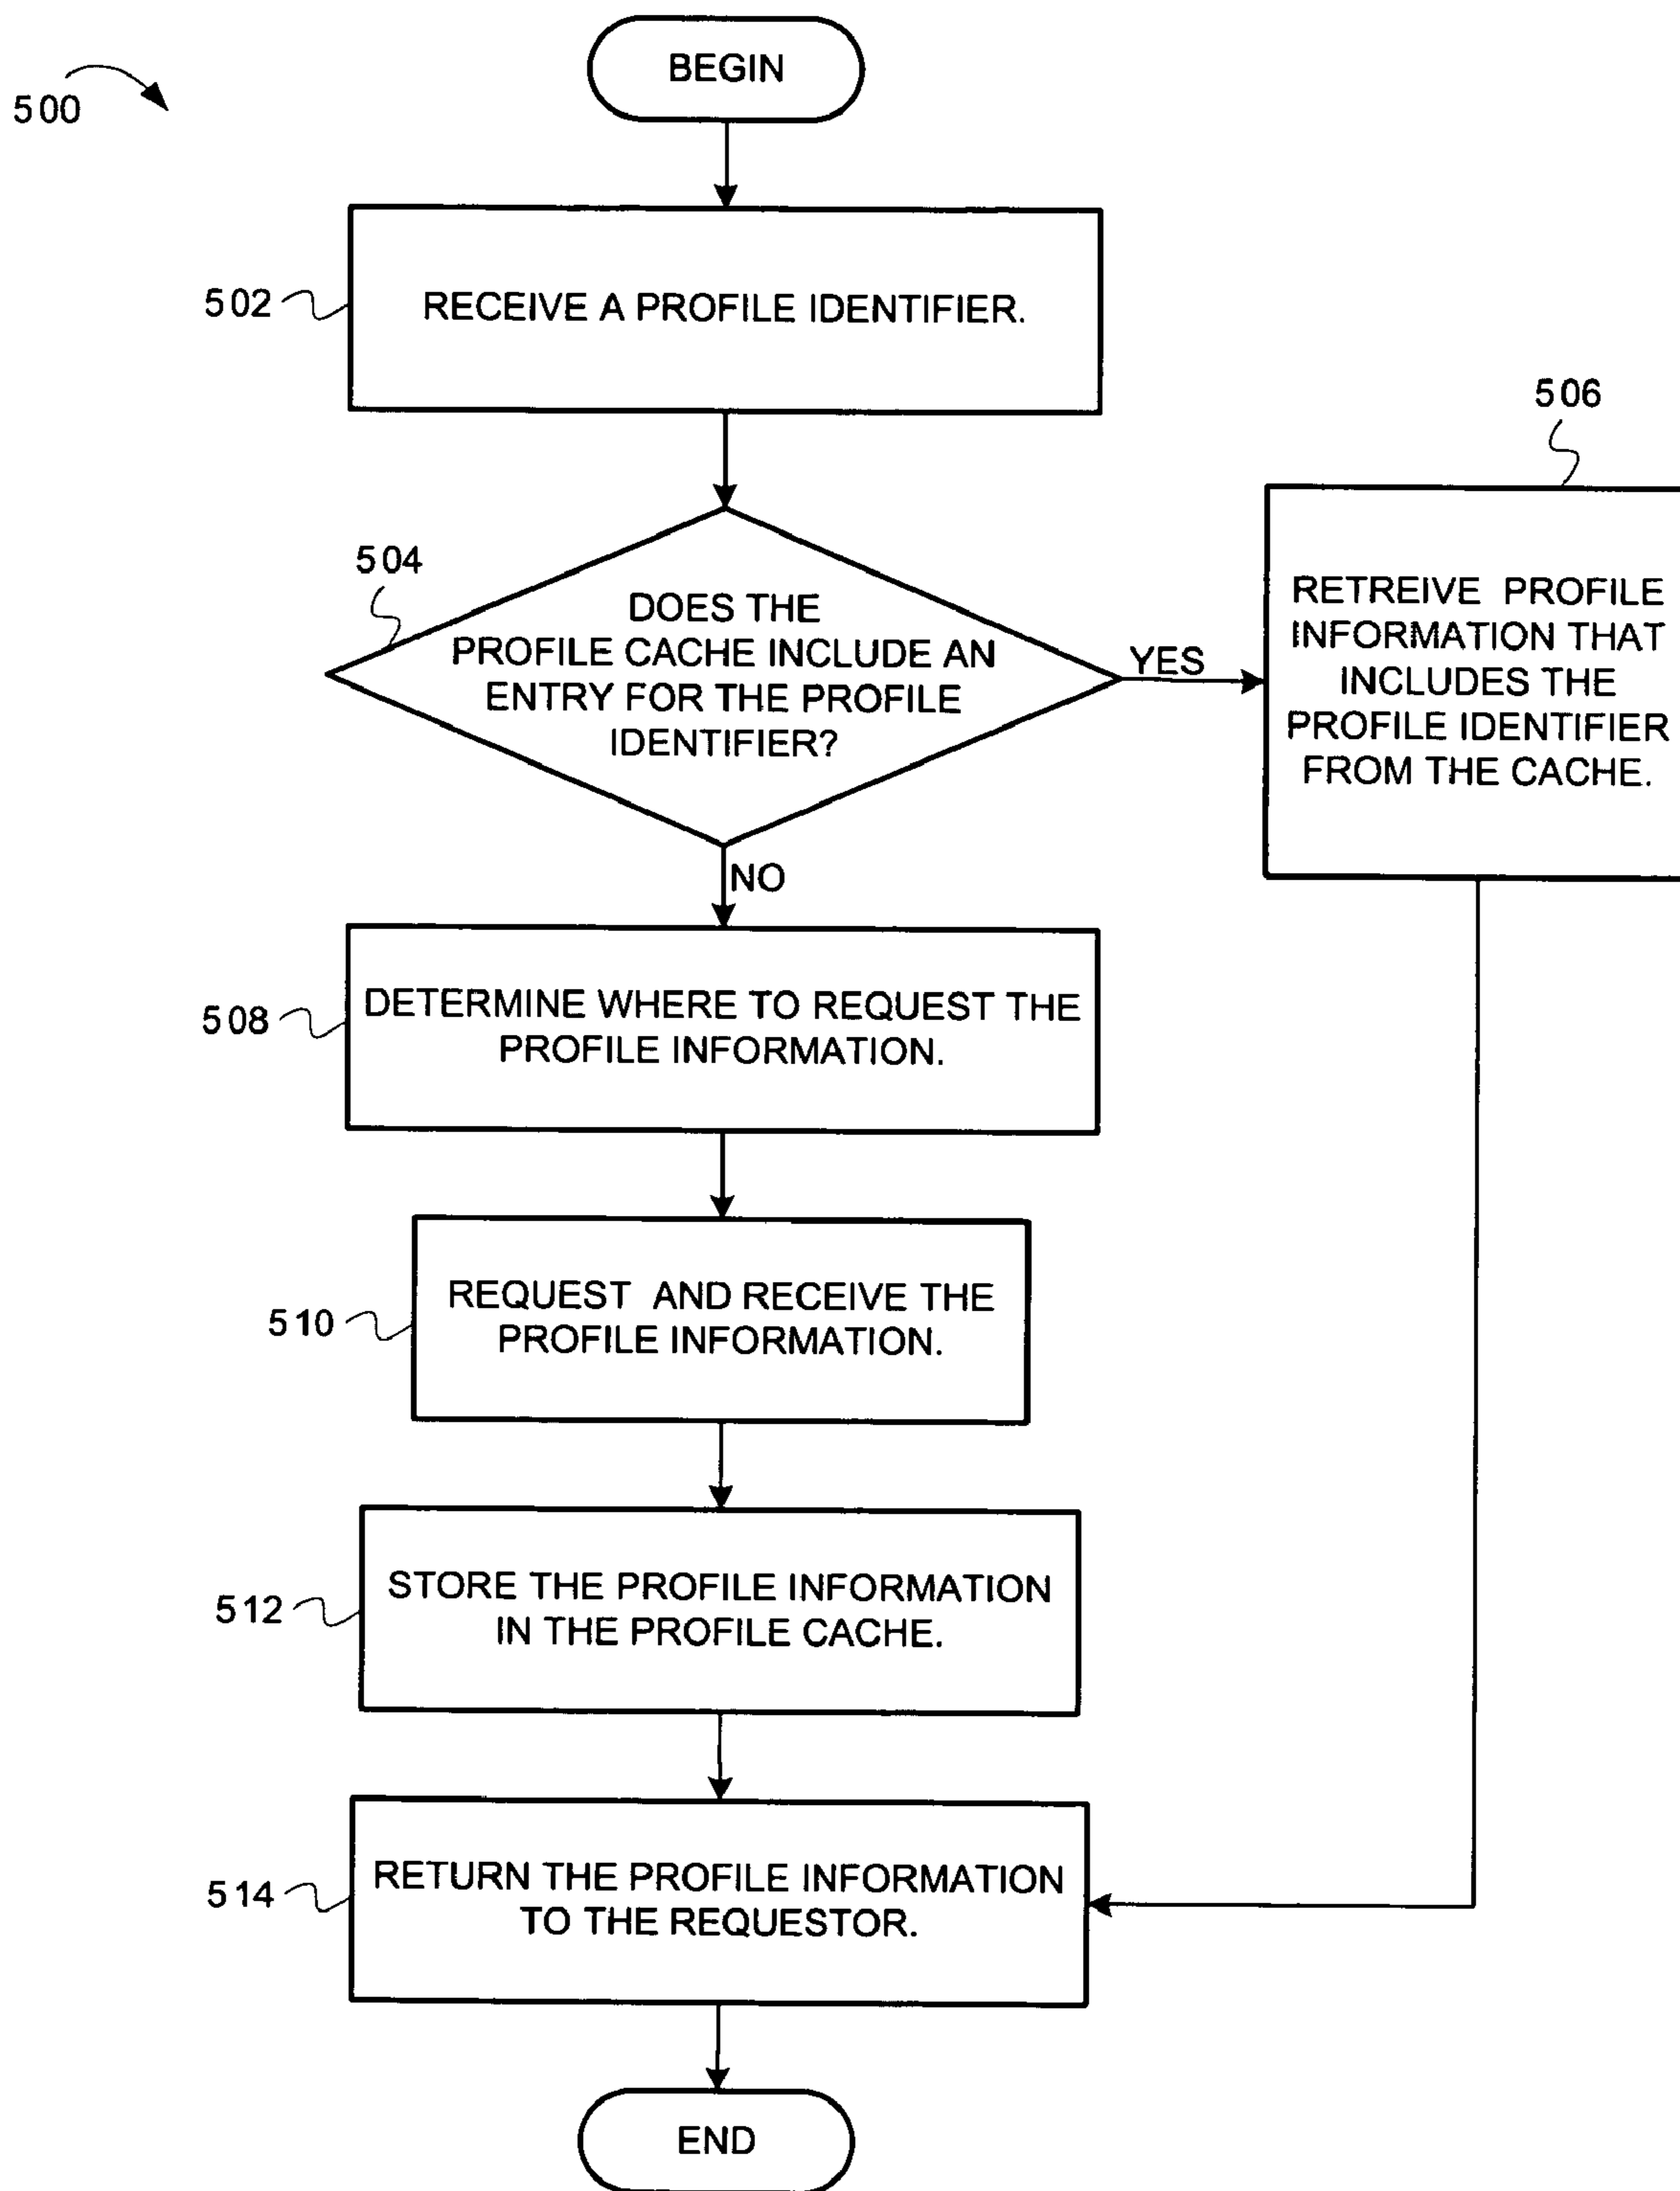 BEGIN
500
502
RECEIVE A PROFILE IDENTIFIER.
506
504
DOES THE
PROFILE CACHE INCLUDE AN
ENTRY FOR THE PROFILE
IDENTIFIER?
YES
RETREIVE PROFILE
INFORMATION THAT
INCLUDES THE
PROFILE IDENTIFIER
FROM THE CACHE.
NO
508
DETERMINE WHERE TO REQUEST THE
PROFILE INFORMATION.
510
REQUEST AND RECEIVE THE
PROFILE INFORMATION.
512
STORE THE PROFILE INFORMATION
IN THE PROFILE CACHE.
514
RETURN THE PROFILE INFORMATION
TO THE REQUESTOR.
END